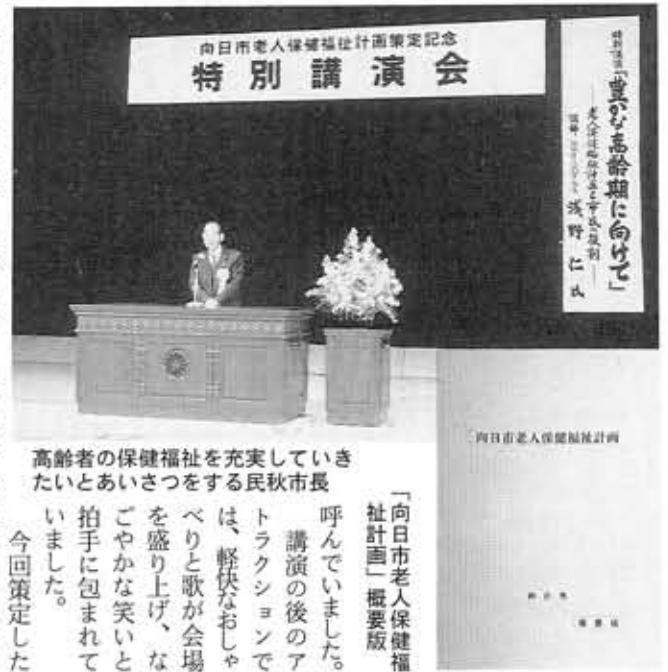 向日市老人保健福祉計画策定記念
特別講演会
特別講演「豊かな高齢期に向けて」
浅野仁氏
高齢者の保健福祉を充実していき
たいとあいさつをする民秋市長
向日市老人保健福祉計画
「向日市老人保健福
祉計画」概要版
呼んでいました。
講演の後のア
トラクションで
は、軽快なおしゃ
べりと歌が会場
を盛り上げ、な
ごやかな笑いと
拍手に包まれて
いました。
今回策定した